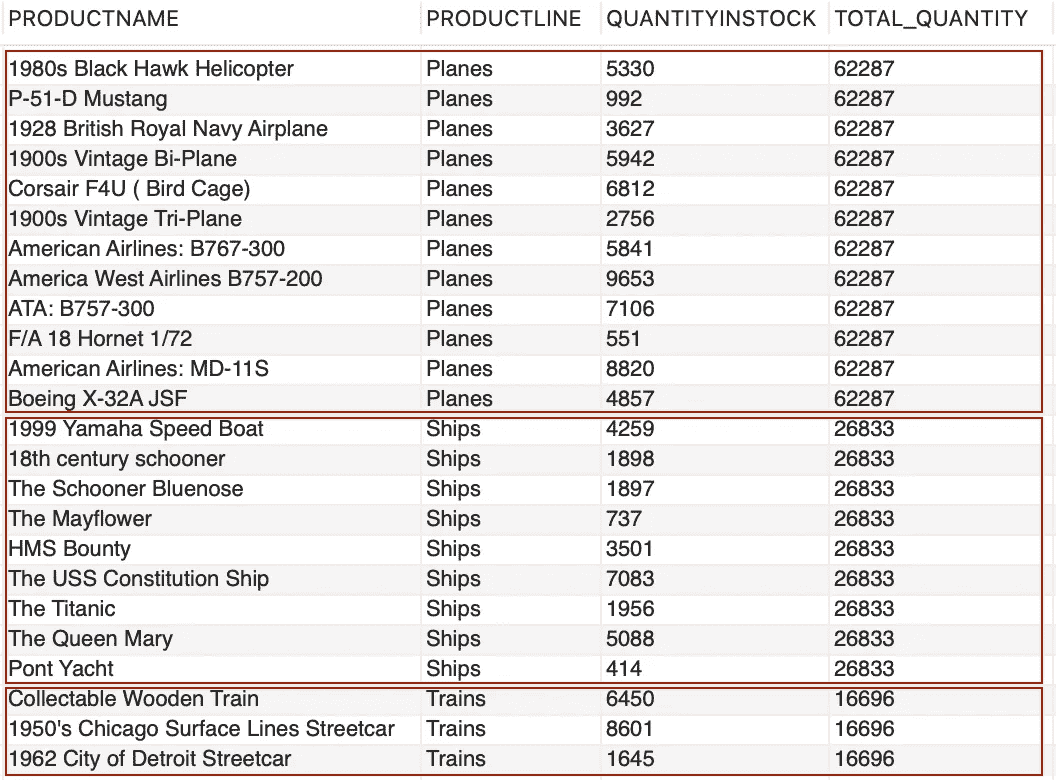 PRODUCTNAME PRODUCTLINE QUANTITYINSTOCK TOTAL_QUANTITY
1980s Black Hawk Helicopter Planes 5330 62287
P-51-D Mustang Planes 992 62287
1928 British Royal Navy Airplane Planes 3627 62287
1900s Vintage Bi-Plane Planes 5942 62287
Corsair F4U ( Bird Cage) Planes 6812 62287
1900s Vintage Tri-Plane Planes 2756 62287
American Airlines: B767-300 Planes 5841 62287
America West Airlines B757-200 Planes 9653 62287
ATA: B757-300 Planes 7106 62287
F/A 18 Hornet 1/72 Planes 551 62287
American Airlines: MD-11S Planes 8820 62287
Boeing X-32A JSF Planes 4857 62287
1999 Yamaha Speed Boat Ships 4259 26833
18th century schooner Ships 1898 26833
The Schooner Bluenose Ships 1897 26833
The Mayflower Ships 737 26833
HMS Bounty Ships 3501 26833
The USS Constitution Ship Ships 7083 26833
The Titanic Ships 1956 26833
The Queen Mary Ships 5088 26833
Pont Yacht Ships 414 26833
Collectable Wooden Train Trains 6450 16696
1950's Chicago Surface Lines Streetcar Trains 8601 16696
1962 City of Detroit Streetcar Trains 1645 16696